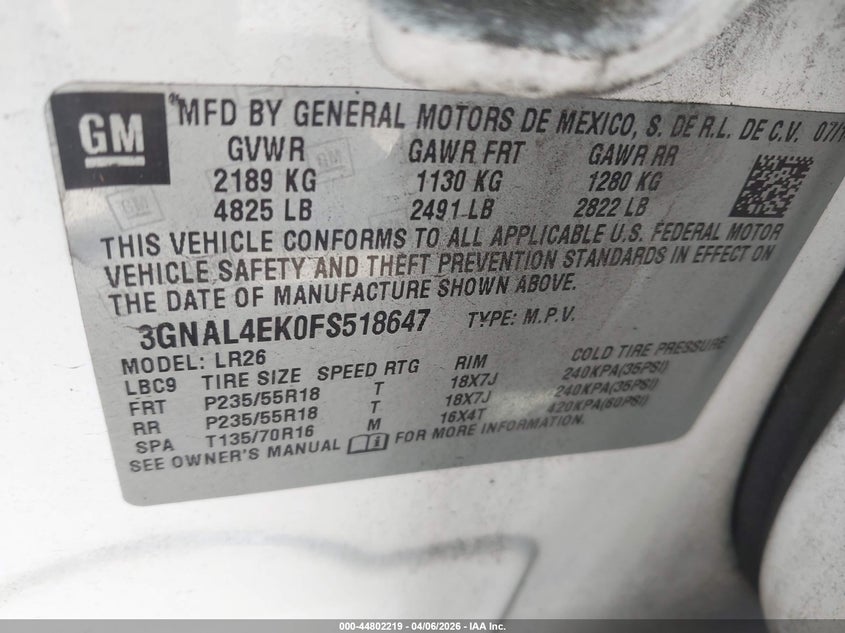 GM
MFD BY GENERAL MOTORS DE MEXICO, S. DE R.L. DE C.V. 07/1
GVWR GAWR FRT GAWR RR
2189 KG 1130 KG 1280 KG
4825 LB 2491 LB 2822 LB
THIS VEHICLE CONFORMS TO ALL APPLICABLE U.S. FEDERAL MOTOR
VEHICLE SAFETY AND THEFT PREVENTION STANDARDS IN EFFECT ON
THE DATE OF MANUFACTURE SHOWN ABOVE.
3GNAL4EK0FS518647 TYPE: M.P.V.
MODEL: LR26
LBC9 TIRE SIZE SPEED RTG RIM COLD TIRE PRESSURE
FRT P235/55R18 T 18X7J 240KPA(35PSI)
RR P235/55R18 T 18X7J 240KPA(35PSI)
SPA T135/70R16 M 16X4T 420KPA(60PSI)
SEE OWNER'S MANUAL FOR MORE INFORMATION.
000-44802219 - 04/06/2026 - IAA Inc.